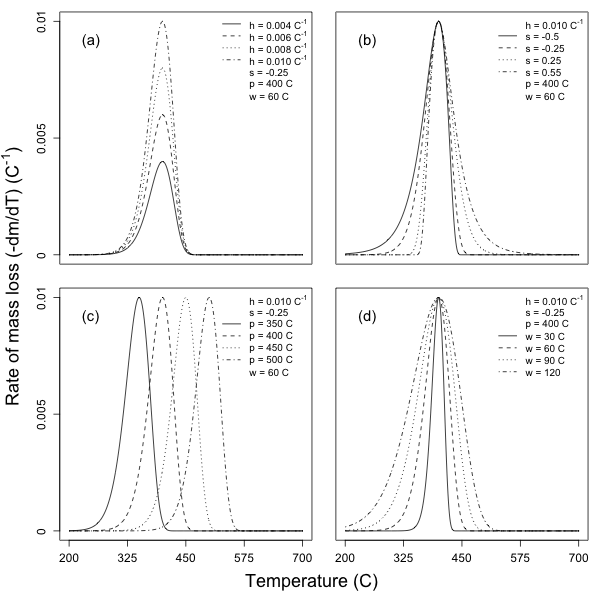 (a)
h = 0.004 C-1
h = 0.006 C-1
h = 0.008 C-1
h = 0.010 C-1
s = -0.25
p = 400 C
w = 60 C
(b)
h = 0.010 C-1
s = -0.5
s = -0.25
s = 0.25
s = 0.55
p = 400 C
w = 60 C
0.01
0.005
0
Rate of mass loss (-dm/dT) (C-1)
(c)
h = 0.010 C-1
s = -0.25
p = 350 C
p = 400 C
p = 450 C
p = 500 C
w = 60 C
(d)
h = 0.010 C-1
s = -0.25
p = 400 C
w = 30 C
w = 60 C
w = 90 C
w = 120
0.01
0.005
0
200 325 450 575 700
200 325 450 575 700
Temperature (C)